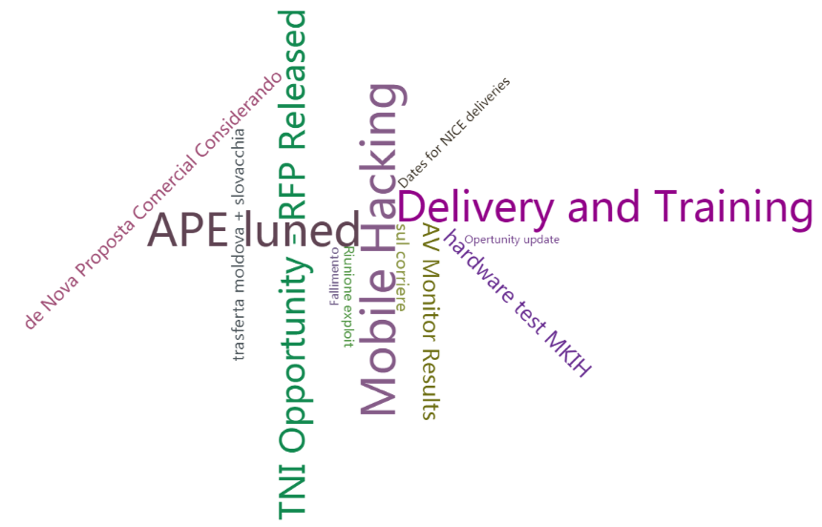 de Nova Proposta Comercial Considerando
trasferta moldova + slovacchia
APE luned
TNI Opportunity - RFP Released
Fallimento
Riunione exploit
Mobile Hacking
Dates for NICE deliveries
Delivery and Training
sul corriere
AV Monitor Results
Opertunity update
hardware test MKIH